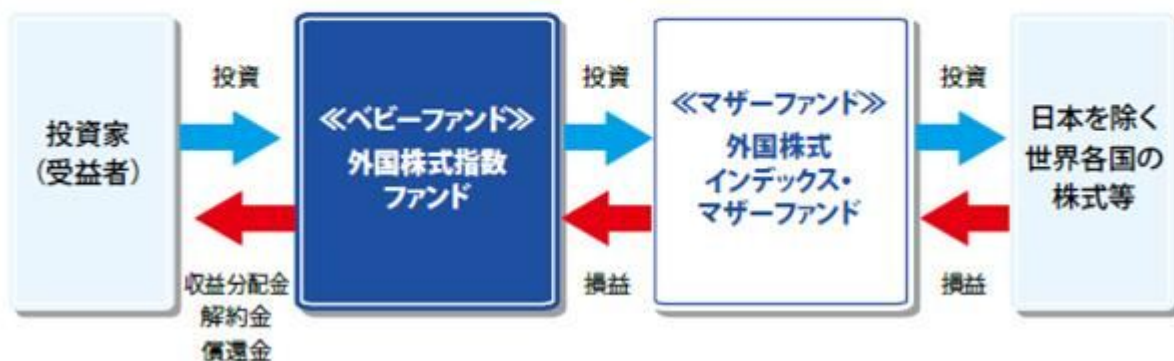 投資家
(受益者)
投資
収益分配金
解約金
償還金
≪ベビーファンド≫
外国株式指数
ファンド
投資
損益
≪マザーファンド≫
外国株式
インデックス・
マザーファンド
投資
損益
日本を除く
世界各国の
株式等